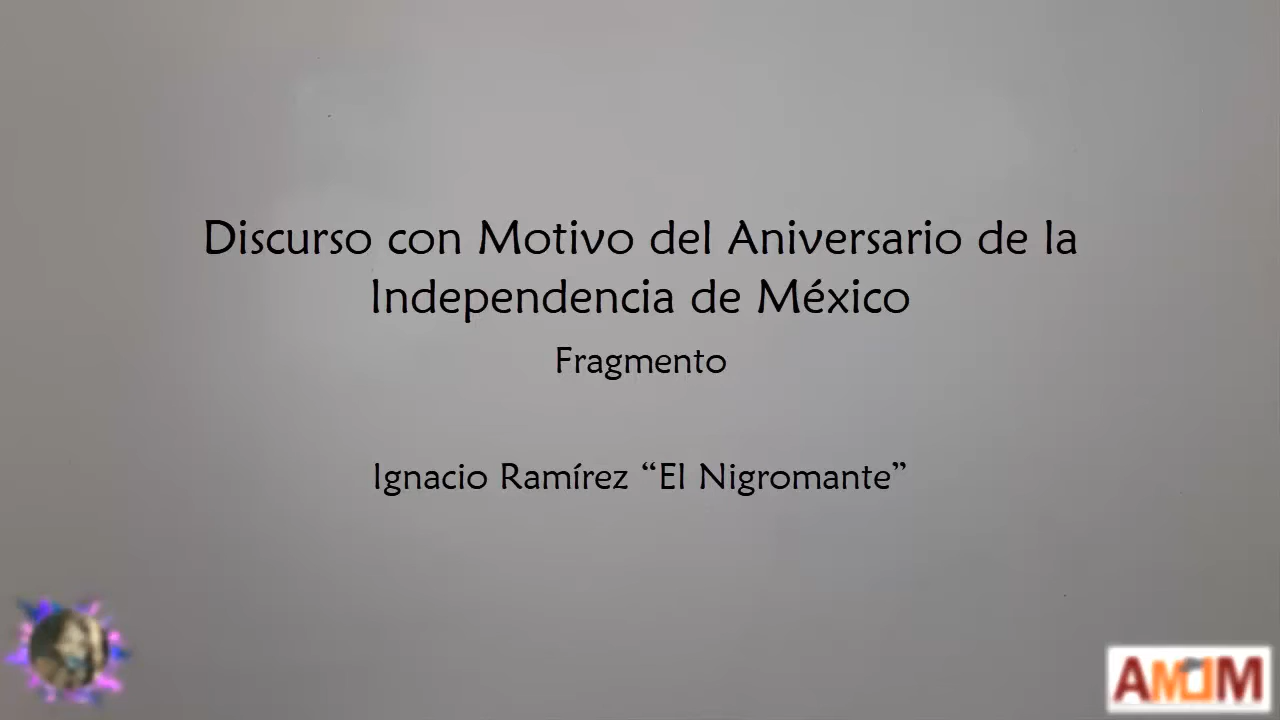 Discurso con Motivo del Aniversario de la
Independencia de México
Fragmento
Ignacio Ramírez “El Nigromante”